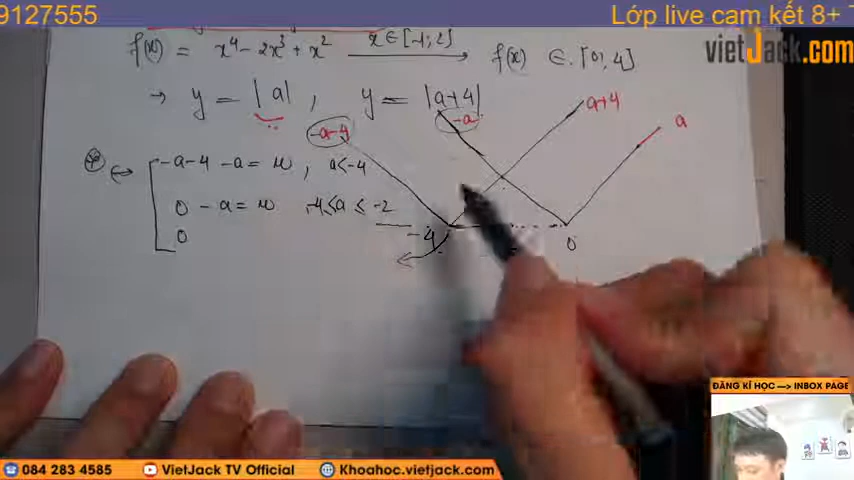 9127555
Lớp live cam kết 8+
vietJack.com
f(x) = x⁴ - 2x³ + x² x ∈ [-1; 2] f(x) ∈ [0, 4]
→ y = |a| , y = |a+4|
-a-4 -a a+4 a
⊛ ↔ [ -a-4 -a = 10 , a < -4
0 - a = 10 -4 ≤ a ≤ -2
0
-4 0
ĐĂNG KÍ HỌC —> INBOX PAGE
084 283 4585 VietJack TV Official Khoahoc.vietjack.com